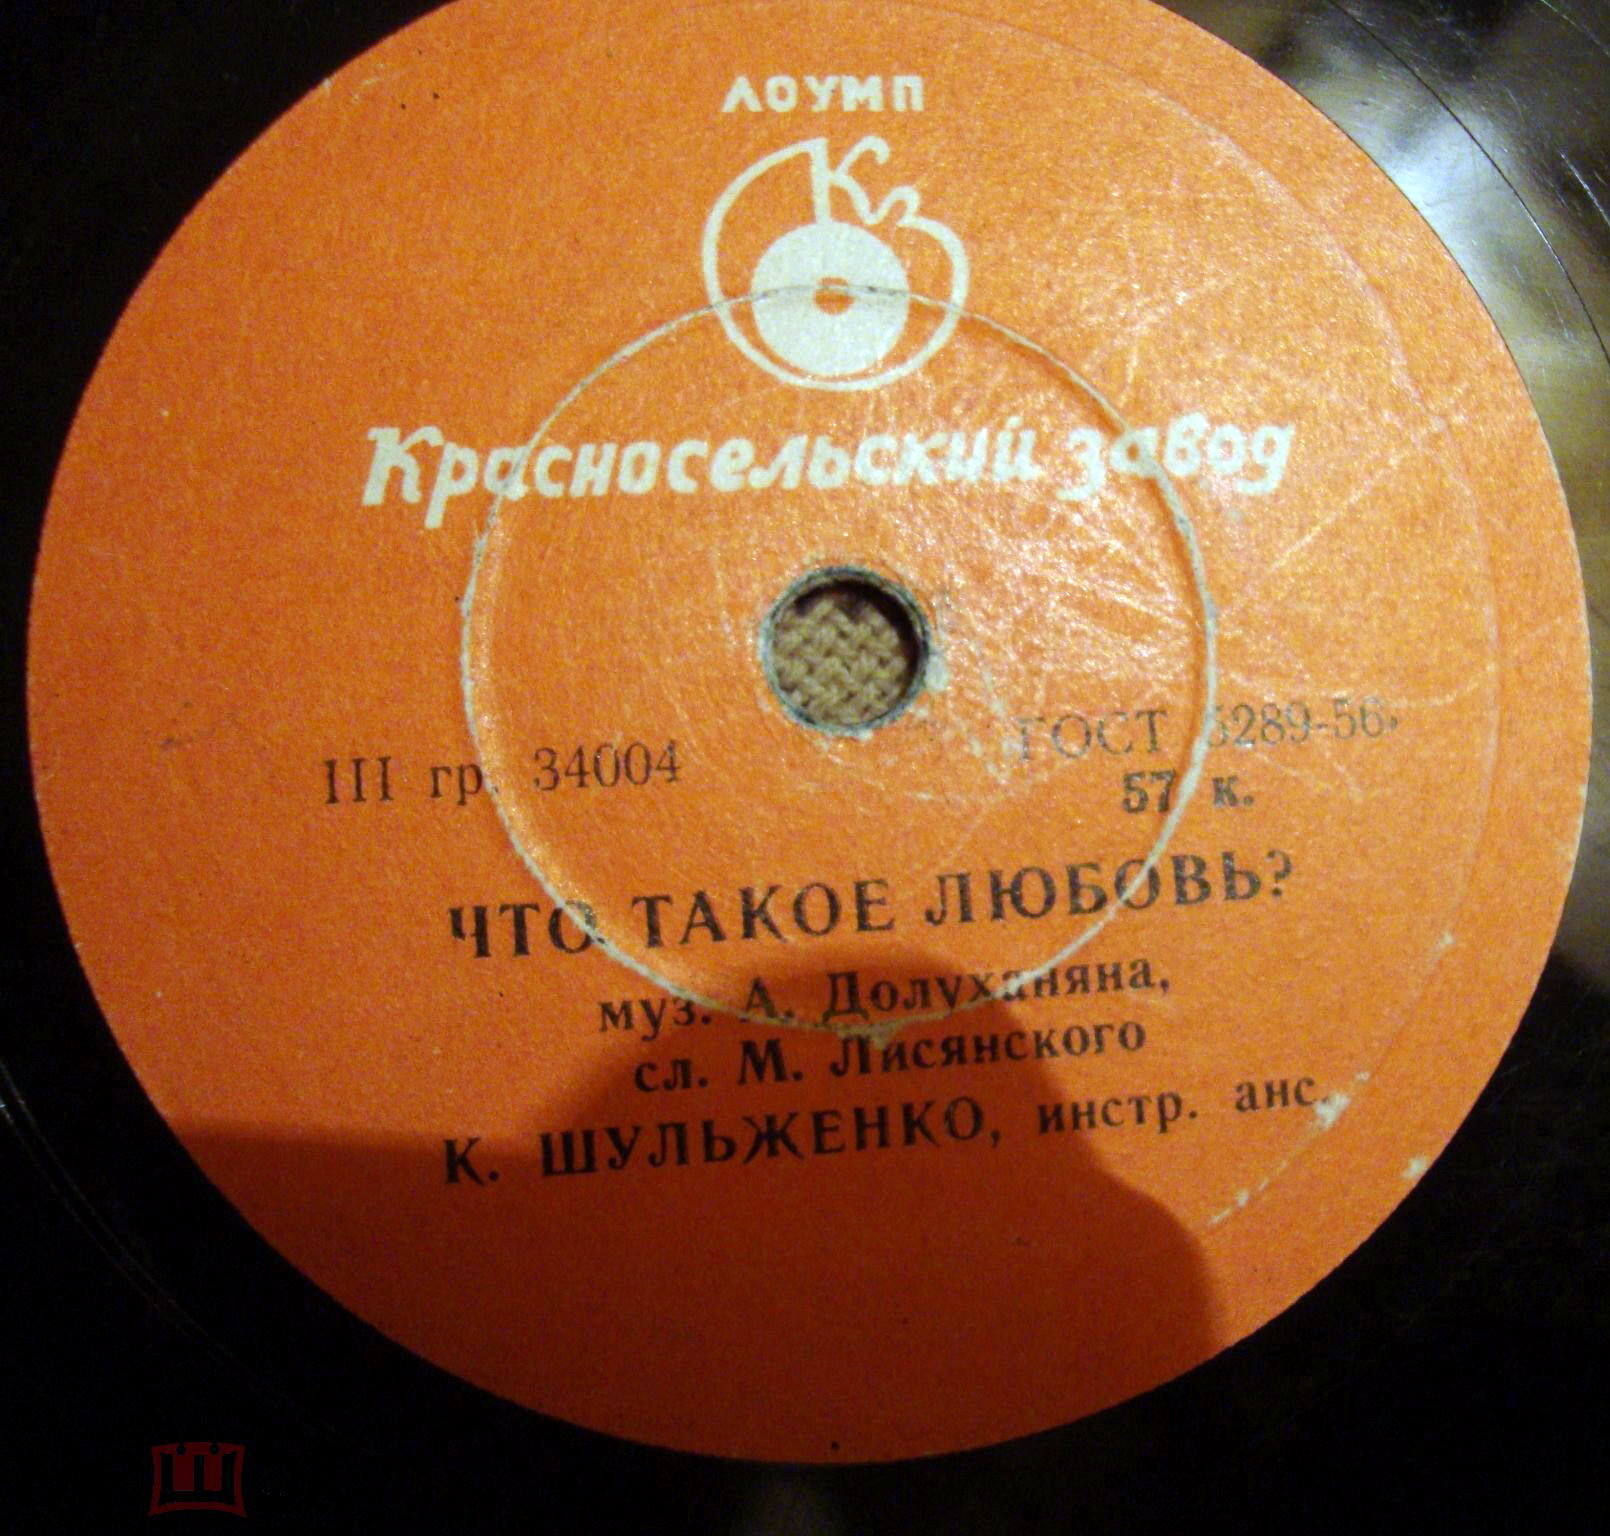 ЛОУМП
Кз
Красносельский завод
III гр. 34004
ГОСТ 5289-56.
57 к.
ЧТО ТАКОЕ ЛЮБОВЬ?
муз. А. Долуханяна,
сл. М. Лисянского
К. ШУЛЬЖЕНКО, инстр. анс.